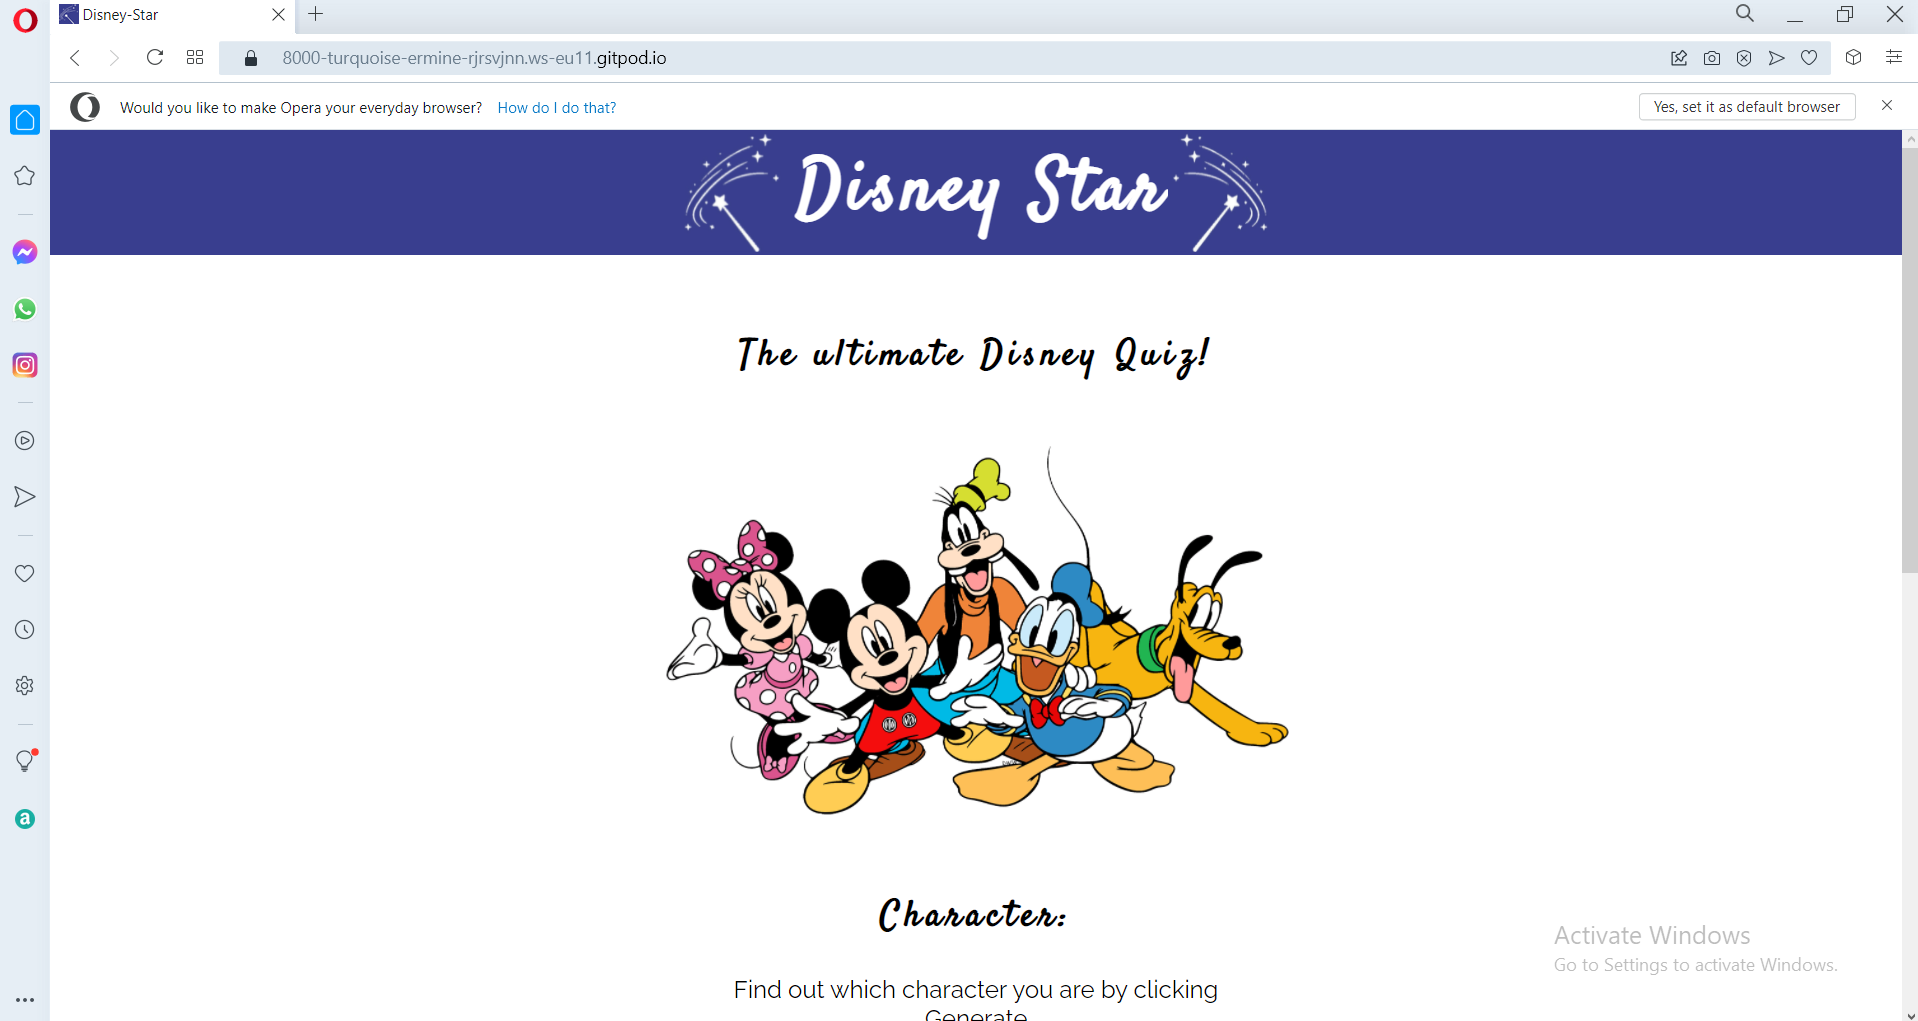 Disney-Star
8000-turquoise-ermine-rjrsvjnn.ws-eu11.gitpod.io
Would you like to make Opera your everyday browser? How do I do that? Yes, set it as default browser
Disney Star
The ultimate Disney Quiz!
Character:
Find out which character you are by clicking
Generate
Activate Windows
Go to Settings to activate Windows.
a